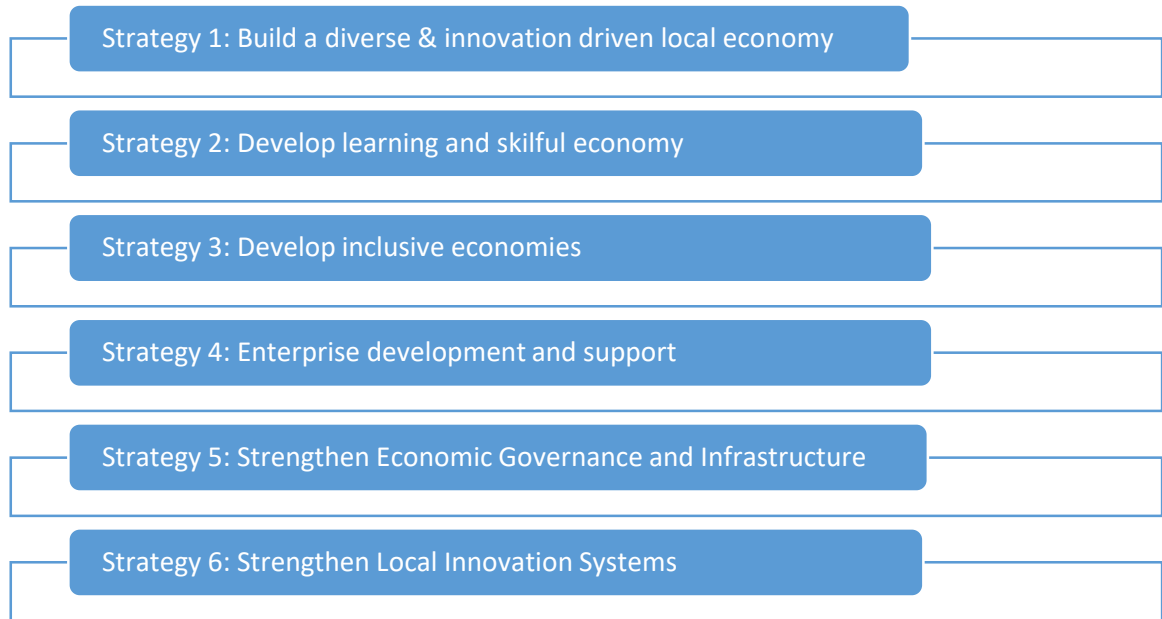 Strategy 1: Build a diverse & innovation driven local economy
Strategy 2: Develop learning and skilful economy
Strategy 3: Develop inclusive economies
Strategy 4: Enterprise development and support
Strategy 5: Strengthen Economic Governance and Infrastructure
Strategy 6: Strengthen Local Innovation Systems